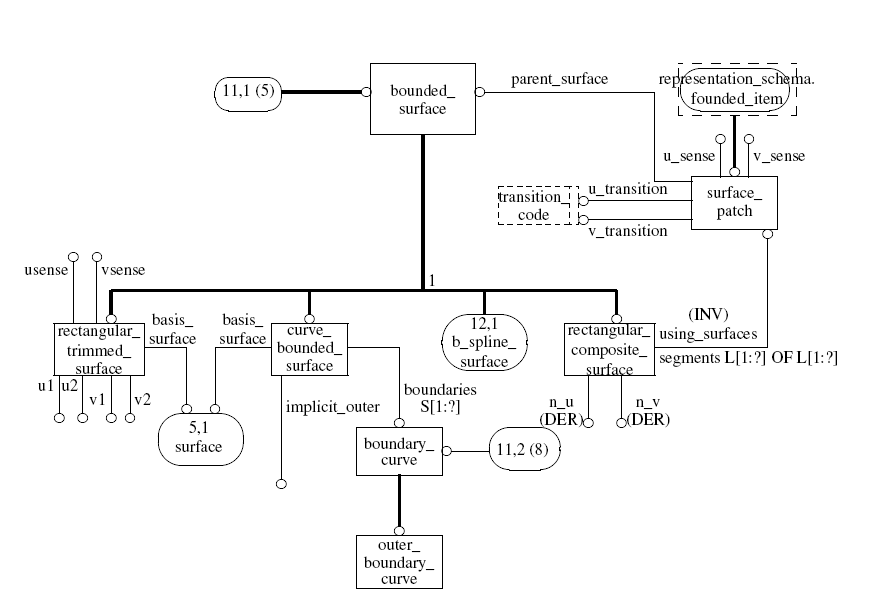 representation_schema.
founded_item
parent_surface
11,1 (5)
bounded_
surface
u_sense
v_sense
u_transition
transition_
code
surface_
patch
v_transition
usense
vsense
1
rectangular_
trimmed_
surface
basis_
surface
basis_
surface
curve_
bounded_
surface
12,1
b_spline_
surface
rectangular_
composite_
surface
(INV)
using_surfaces
segments L[1:?] OF L[1:?]
u1
u2
v1
v2
implicit_outer
boundaries
S[1:?]
n_u
(DER)
n_v
(DER)
5,1
surface
boundary_
curve
11,2 (8)
outer_
boundary_
curve